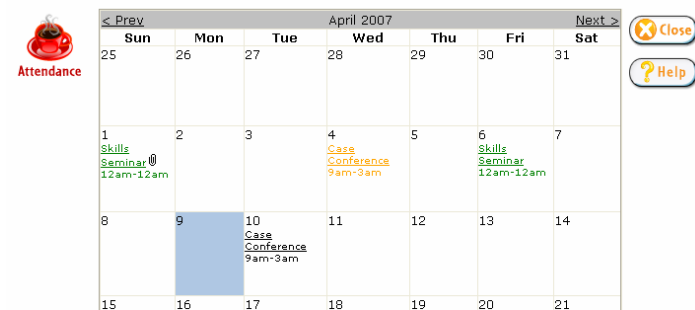 < Prev April 2007 Next >
Close
Sun Mon Tue Wed Thu Fri Sat
25 26 27 28 29 30 31
Attendance
Help
1 2 3 4 5 6 7
Skills Case Skills
Seminar Conference Seminar
12am-12am 9am-3am 12am-12am
8 9 10 11 12 13 14
Case
Conference
9am-3am
15 16 17 18 19 20 21